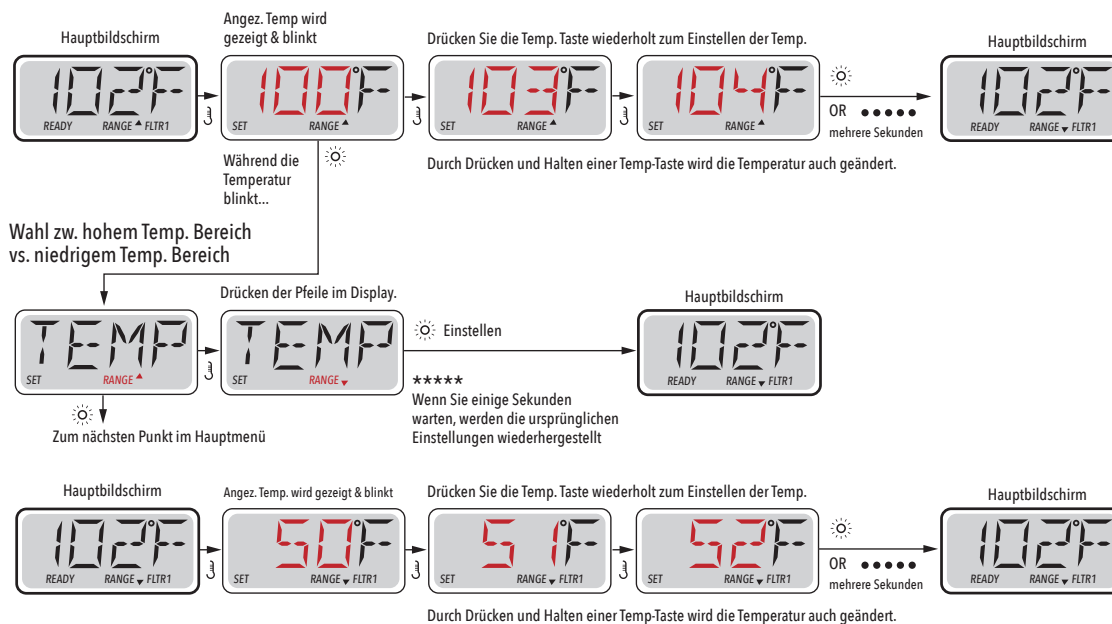 Hauptbildschirm
Angez. Temp wird
gezeigt & blinkt
Drücken Sie die Temp. Taste wiederholt zum Einstellen der Temp.
Hauptbildschirm
102°F
READY RANGE FLTR1
100°F
SET RANGE
103°F
SET RANGE
104°F
SET RANGE
OR
mehrere Sekunden
102°F
READY RANGE FLTR1
Während die
Temperatur
blinkt...
Durch Drücken und Halten einer Temp-Taste wird die Temperatur auch geändert.
Wahl zw. hohem Temp. Bereich
vs. niedrigem Temp. Bereich
Drücken der Pfeile im Display.
Hauptbildschirm
TEMP
SET RANGE
TEMP
SET RANGE
Einstellen
*****
Wenn Sie einige Sekunden
warten, werden die ursprünglichen
Einstellungen wiederhergestellt
102°F
READY RANGE FLTR1
Zum nächsten Punkt im Hauptmenü
Hauptbildschirm
Angez. Temp. wird gezeigt & blinkt
Drücken Sie die Temp. Taste wiederholt zum Einstellen der Temp.
Hauptbildschirm
102°F
READY RANGE FLTR1
50°F
SET RANGE FLTR1
51°F
SET RANGE FLTR1
52°F
SET RANGE FLTR1
OR
mehrere Sekunden
102°F
READY RANGE FLTR1
Durch Drücken und Halten einer Temp-Taste wird die Temperatur auch geändert.